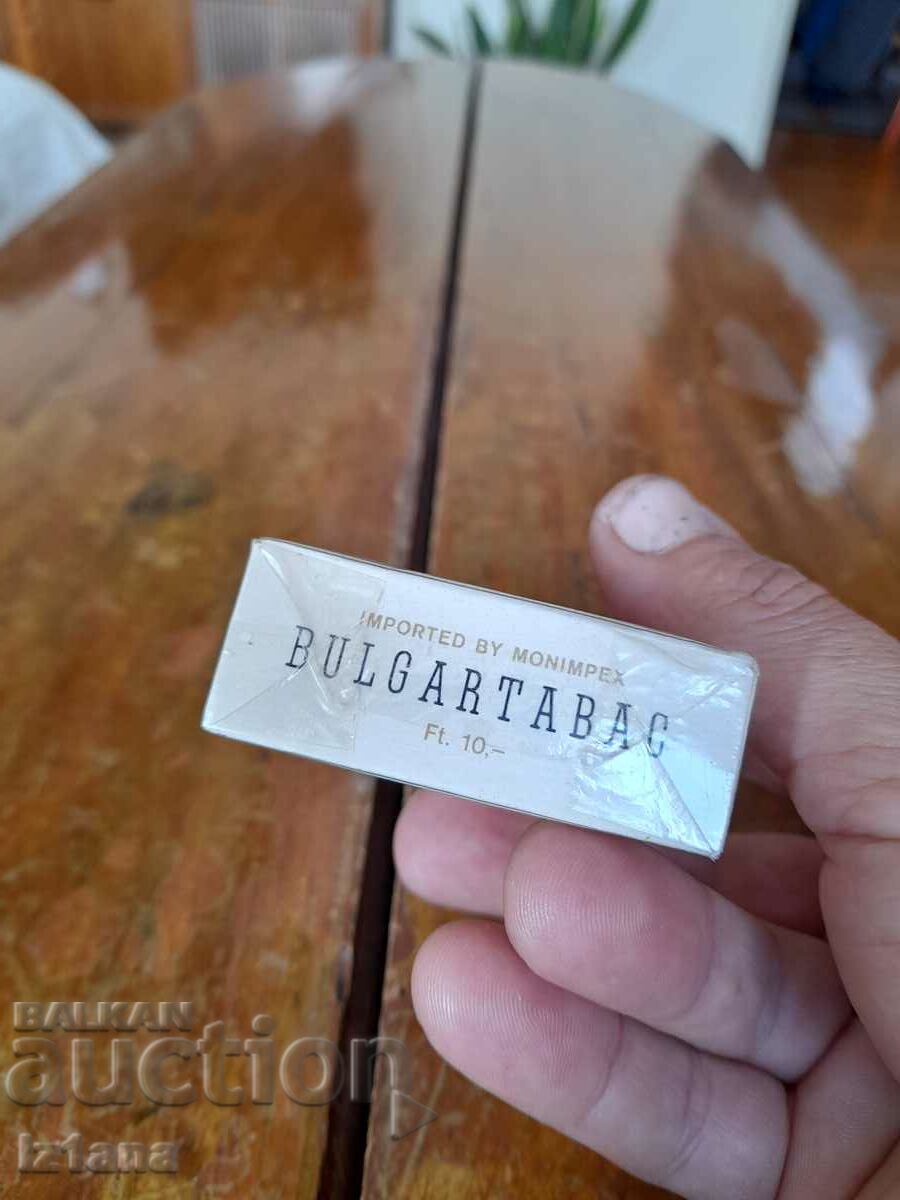 IMPORTED BY MONIMPEX
BULGARTABAC
Ft. 10,–
BALKAN
auction
iz1ana